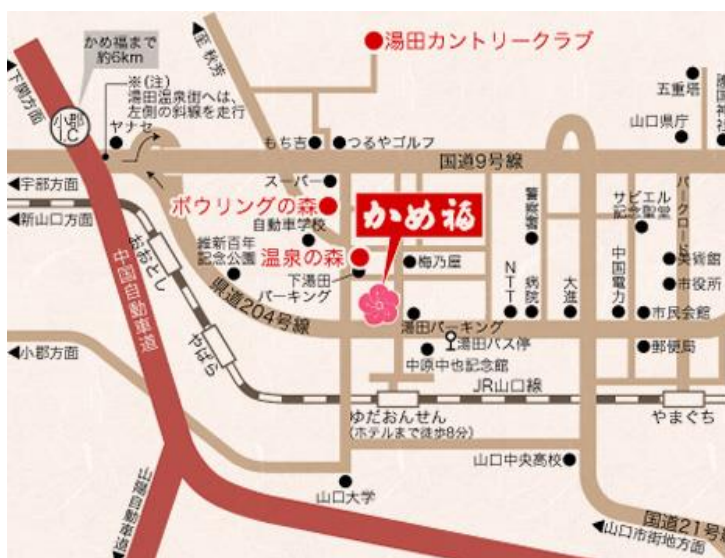 かめ福まで
約6km
◀下関方面
小郡
IC
※(注)
湯田温泉街へは、
左側の斜線を走行
ヤナセ
◀至 秋芳
湯田カントリークラブ
五重塔
護国神社
山口県庁
もち吉
つるやゴルフ
国道9号線
◀宇部方面
◀新山口方面
スーパー
ボウリングの森
かめ福
自動車学校
警察署
サビエル
記念聖堂
パークロード
おおとし
維新百年
記念公園
温泉の森
下湯田
パーキング
梅乃屋
NTT
病院
大進
中国電力
美術館
市役所
市民会館
中国自動車道
県道204号線
湯田パーキング
湯田バス停
中原中也記念館
郵便局
◀小郡方面
やばら
JR山口線
ゆだおんせん
(ホテルまで徒歩8分)
やまぐち
山口中央高校
山口大学
山陽自動車道
国道21号
◀山口市街地方面